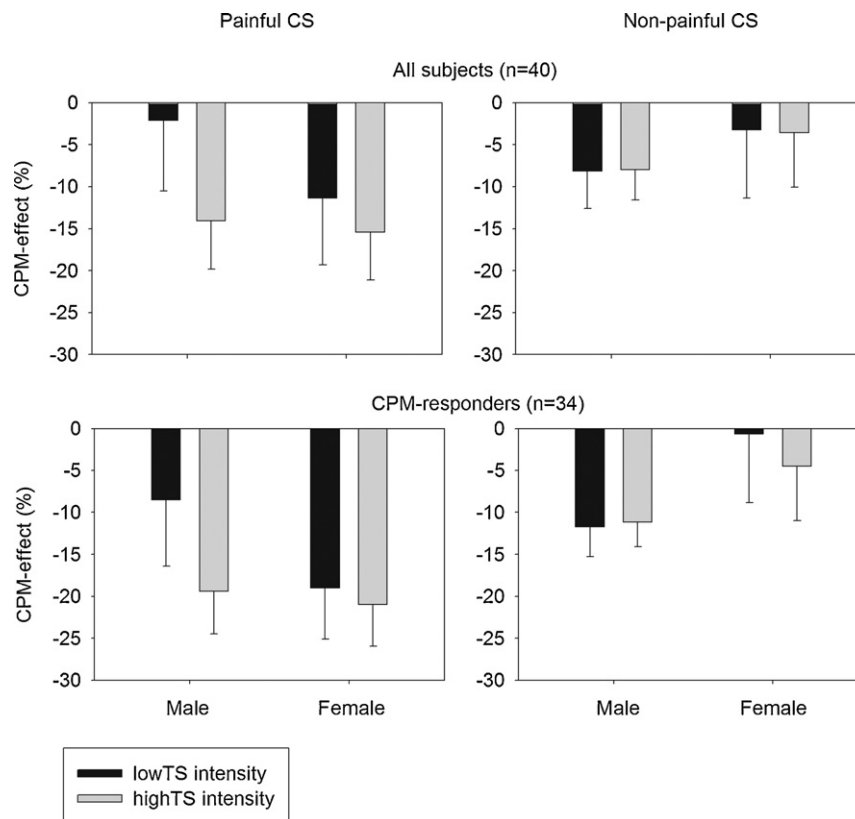 Painful CS
Non-painful CS
All subjects (n=40)
0
-5
-10
-15
-20
-25
-30
CPM-effect (%)
0
-5
-10
-15
-20
-25
-30
CPM-responders (n=34)
0
-5
-10
-15
-20
-25
-30
CPM-effect (%)
Male
Female
0
-5
-10
-15
-20
-25
-30
Male
Female
lowTS intensity
highTS intensity